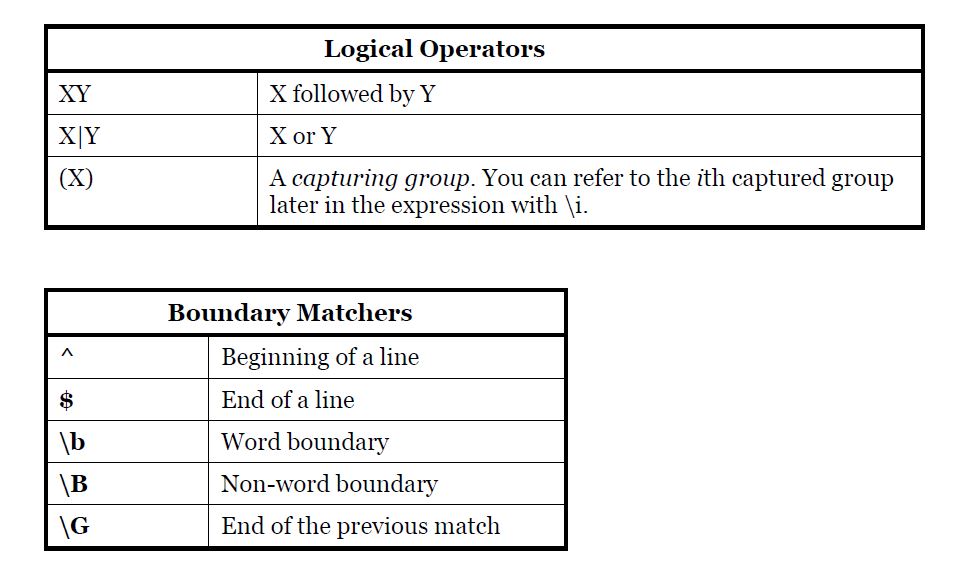 Logical Operators
XY X followed by Y
X|Y X or Y
(X) A capturing group. You can refer to the ith captured group
later in the expression with \i.
Boundary Matchers
^ Beginning of a line
$ End of a line
\b Word boundary
\B Non-word boundary
\G End of the previous match